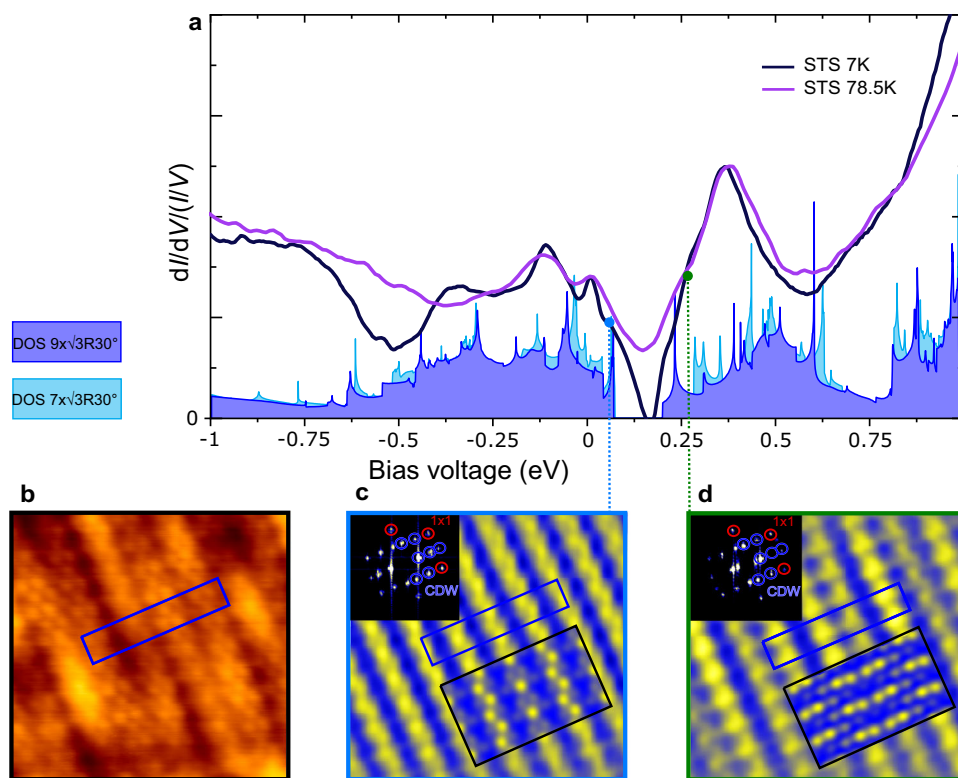 a
STS 7K
STS 78.5K
dI/dV/(I/V)
0
DOS 9x√3R30°
DOS 7x√3R30°
-1 -0.75 -0.5 -0.25 0 0.25 0.5 0.75
Bias voltage (eV)
b
c
d
1x1
CDW
1x1
CDW